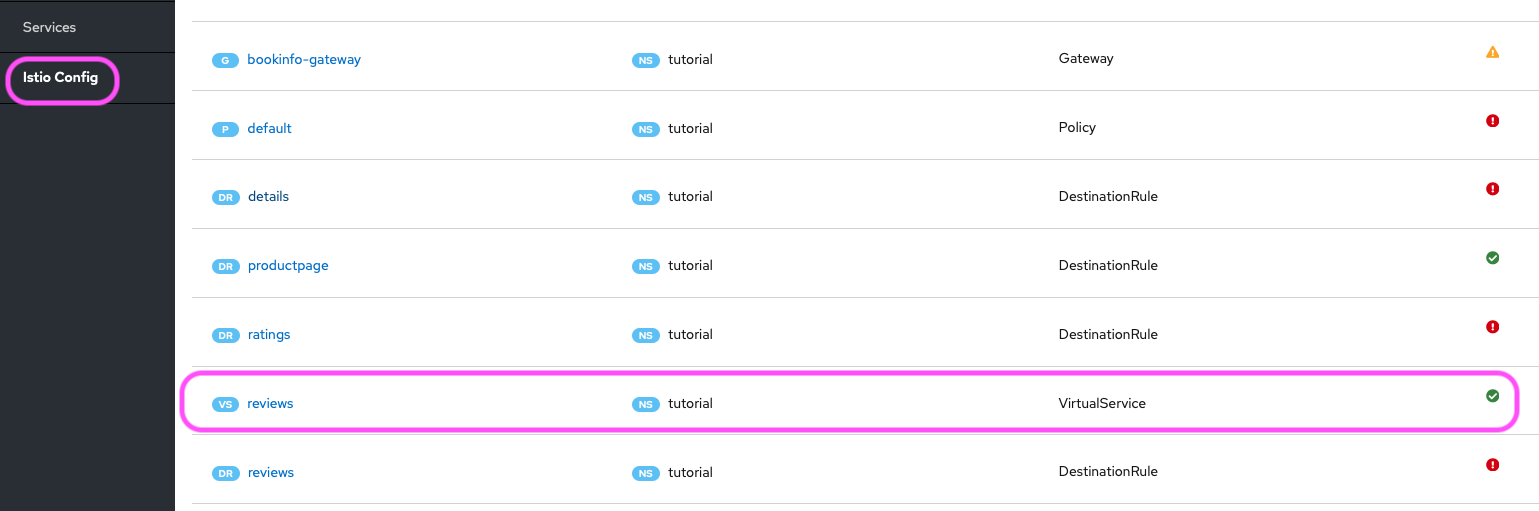 Services
Istio Config
G bookinfo-gateway NS tutorial Gateway
P default NS tutorial Policy
DR details NS tutorial DestinationRule
DR productpage NS tutorial DestinationRule
DR ratings NS tutorial DestinationRule
VS reviews NS tutorial VirtualService
DR reviews NS tutorial DestinationRule